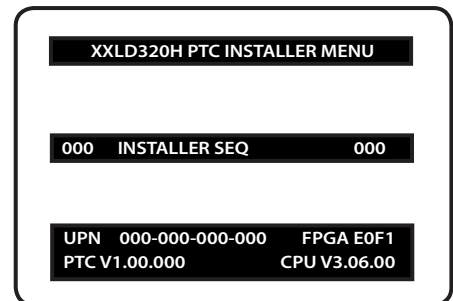 XXLD320H PTC INSTALLER MENU
000 INSTALLER SEQ 000
UPN 000-000-000-000 FPGA E0F1
PTC V1.00.000 CPU V3.06.00